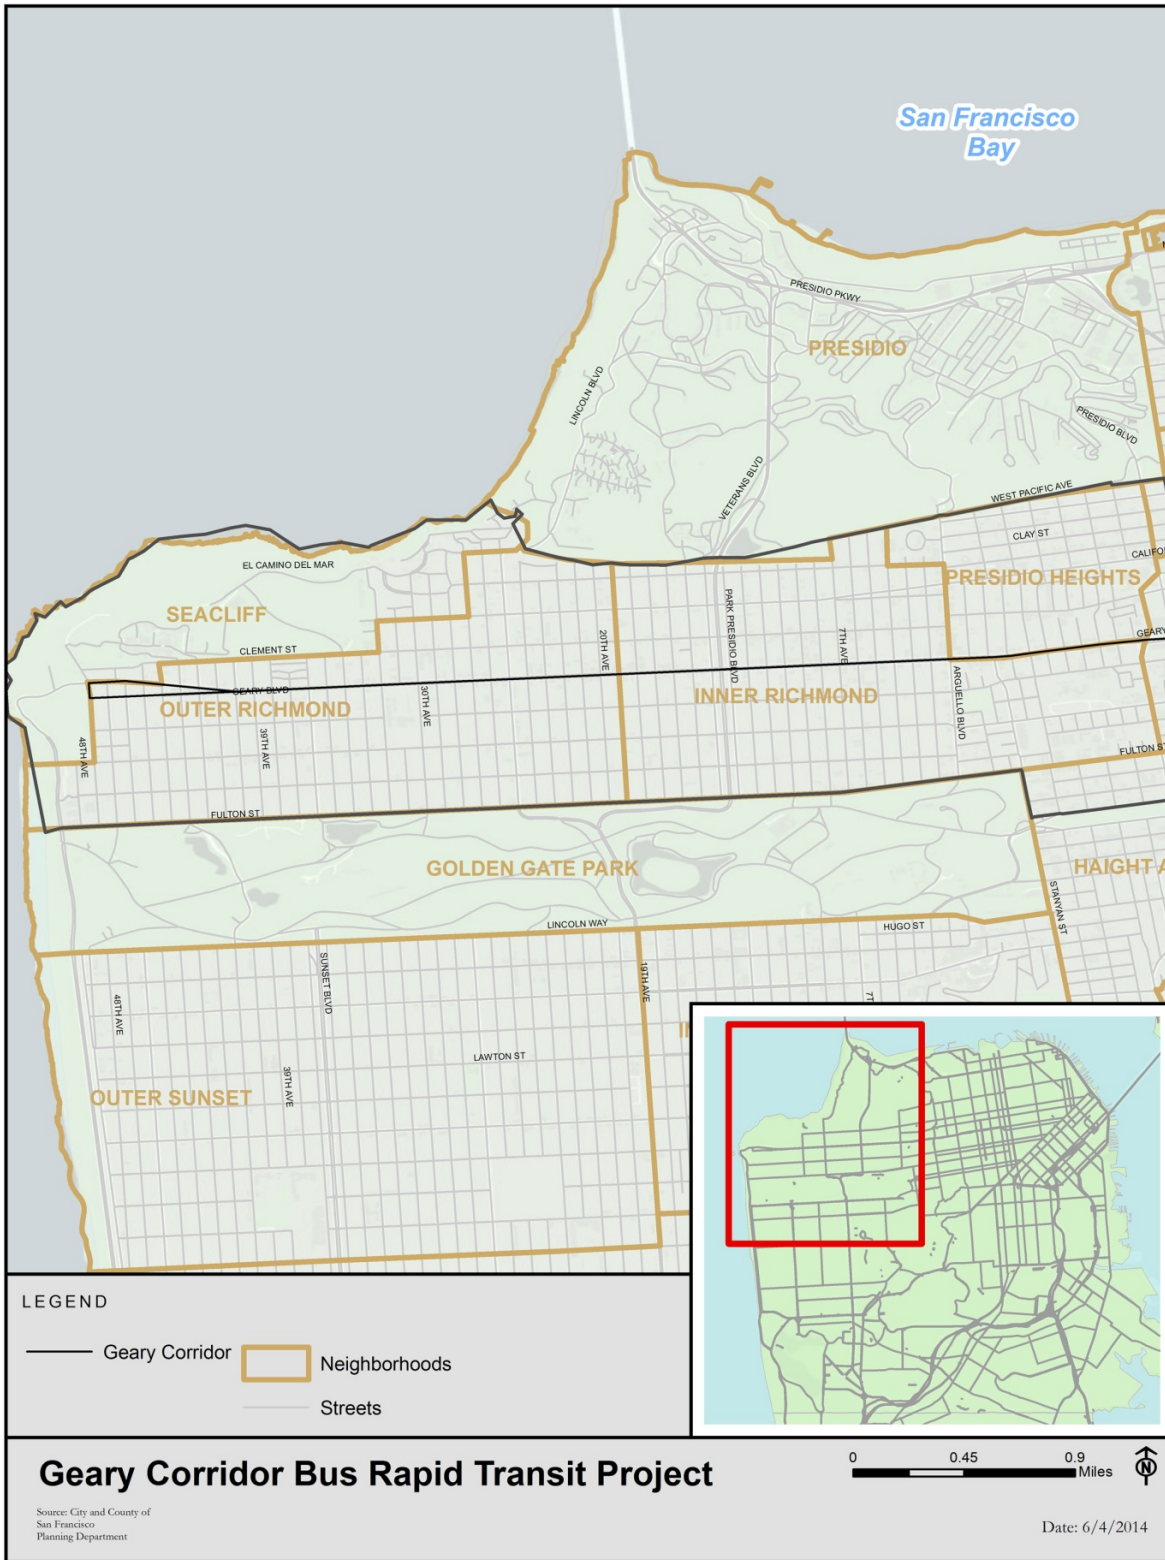 San Francisco
Bay
PRESIDIO PKWY
PRESIDIO
LINCOLN BLVD
PRESIDIO BLVD
VETERANS BLVD
WEST PACIFIC AVE
CLAY ST
EL CAMINO DEL MAR
PRESIDIO HEIGHTS
SEACLIFF
PARK PRESIDIO BLVD
20TH AVE
7TH AVE
CLEMENT ST
GEARY
GEARY BLVD
OUTER RICHMOND
30TH AVE
INNER RICHMOND
ARGUELLO BLVD
48TH AVE
39TH AVE
FULTON S
FULTON ST
GOLDEN GATE PARK
HAIGHT A
STANYAN ST
LINCOLN WAY
HUGO ST
SUNSET BLVD
19TH AVE
48TH AVE
7T
LAWTON ST
39TH AVE
OUTER SUNSET
LEGEND
Geary Corridor
Neighborhoods
Streets
Geary Corridor Bus Rapid Transit Project
0 0.45 0.9
Miles
N
Source: City and County of
San Francisco
Planning Department
Date: 6/4/2014